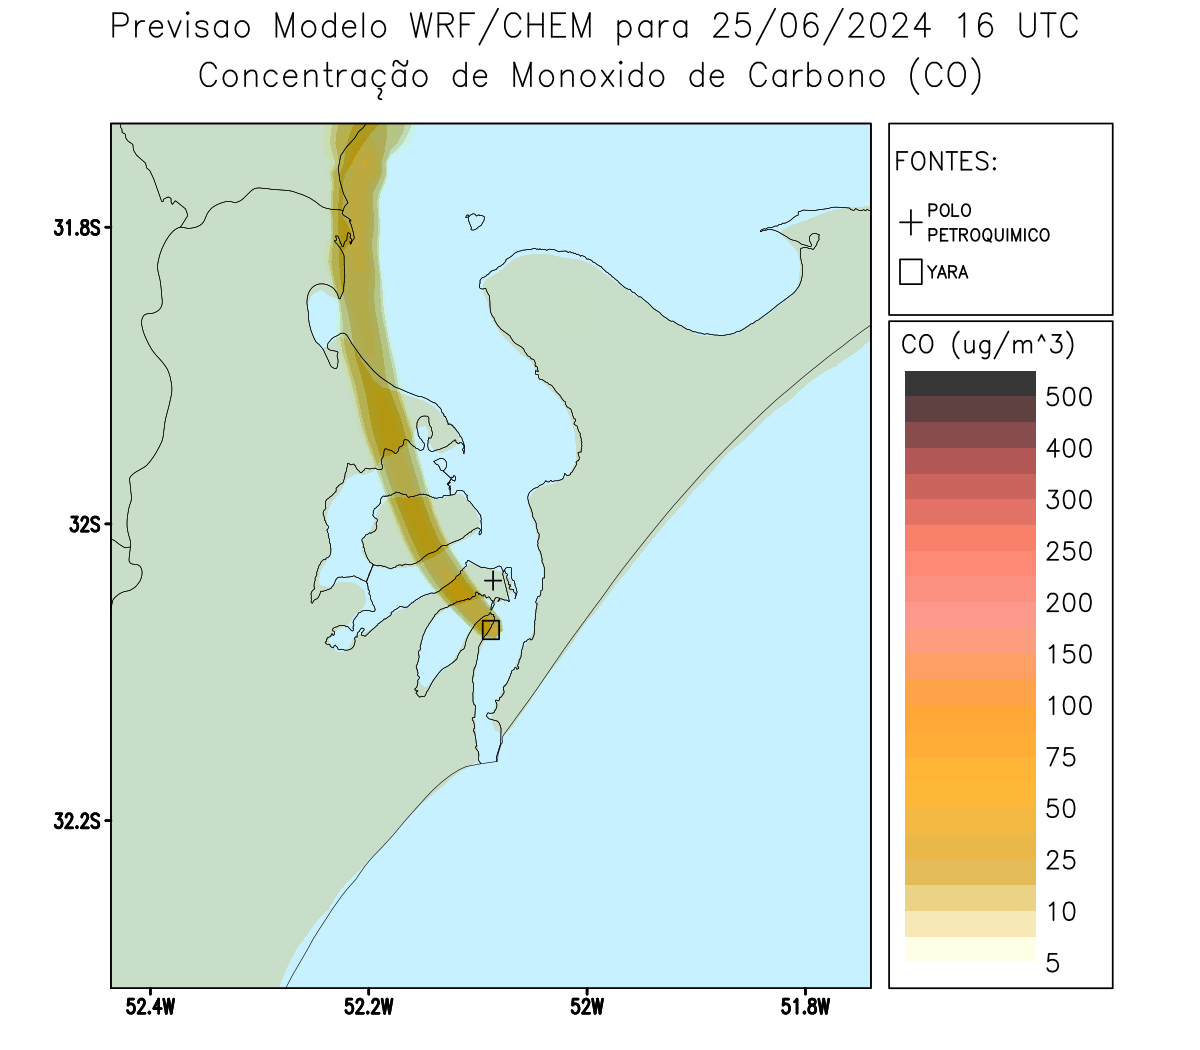 Previsao Modelo WRF/CHEM para 25/06/2024 16 UTC
Concentração de Monoxido de Carbono (CO)
FONTES:
POLO
PETROQUIMICO
YARA
CO (ug/m^3)
500
400
300
250
200
150
100
75
50
25
10
5
31.8S
32S
32.2S
52.4W
52.2W
52W
51.8W